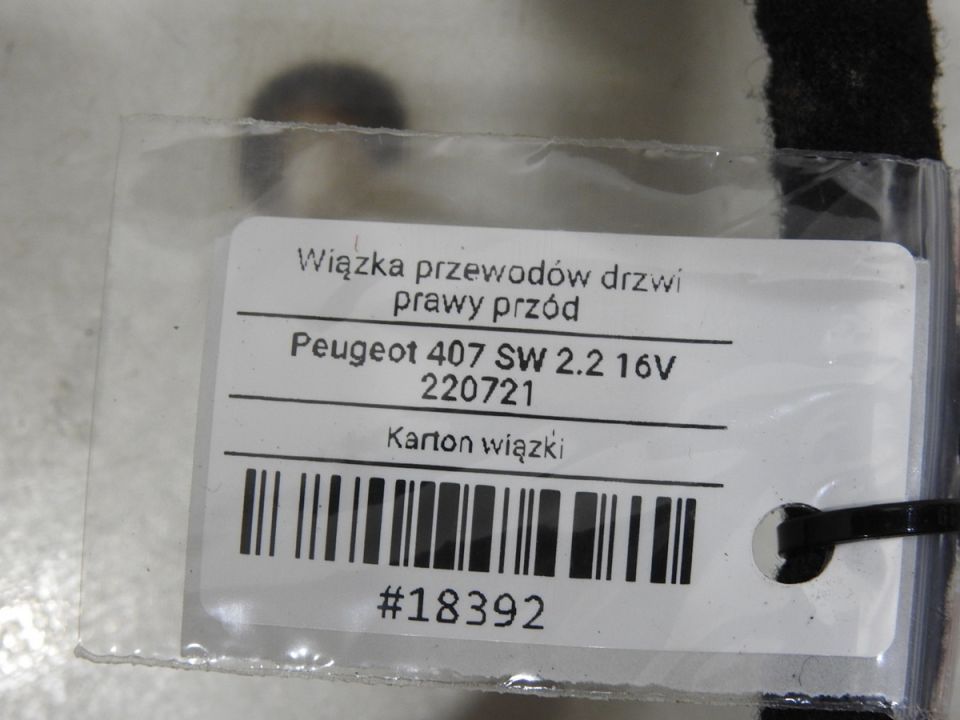 Wiązka przewodów drzwi
prawy przód
Peugeot 407 SW 2.2 16V
220721
Karton wiązki
#18392